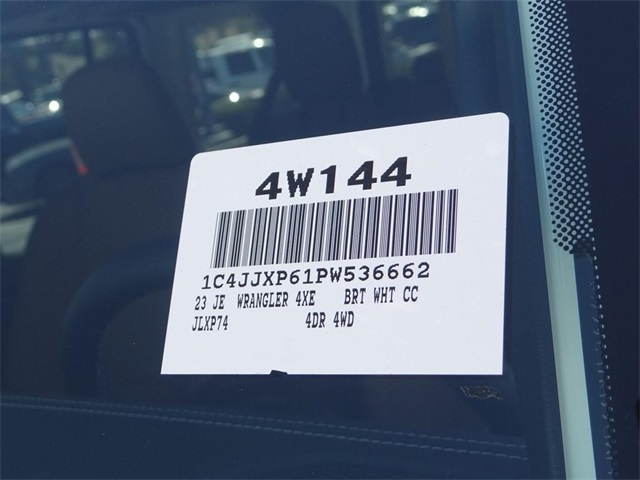 4W144
1C4JJXP61PW536662
23 JE WRANGLER 4XE BRT WHT CC
JLXP74 4DR 4WD